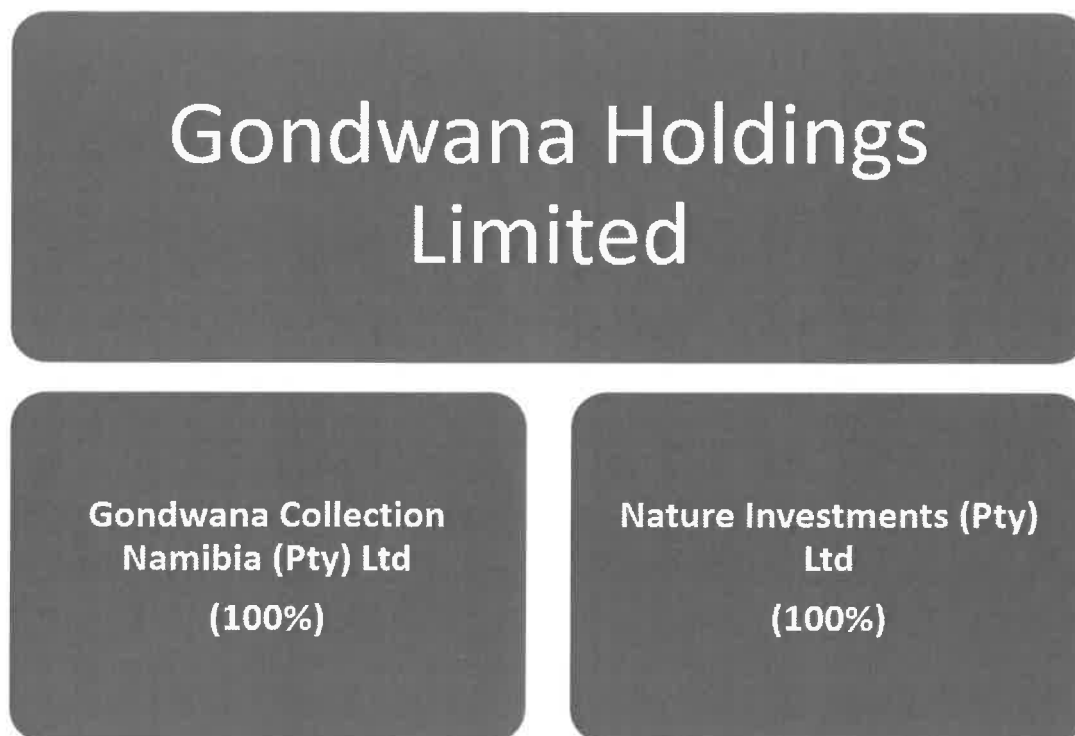 Gondwana Holdings
Limited
Gondwana Collection
Namibia (Pty) Ltd
(100%)
Nature Investments (Pty)
Ltd
(100%)